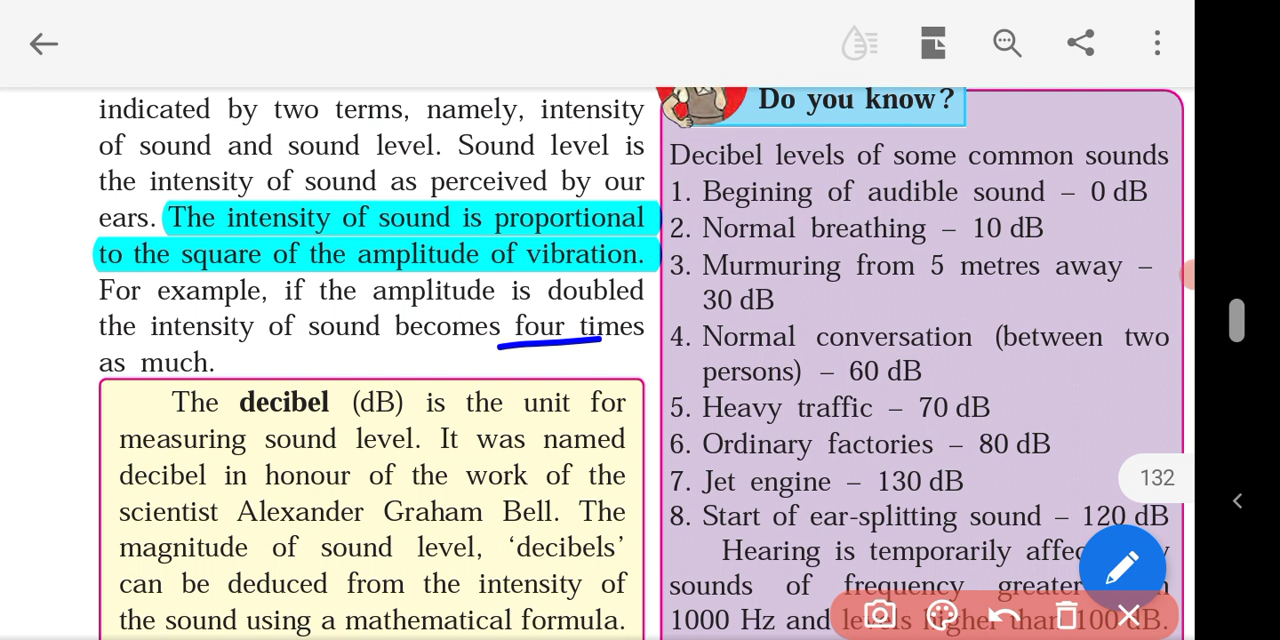 indicated by two terms, namely, intensity
of sound and sound level. Sound level is
the intensity of sound as perceived by our
ears. The intensity of sound is proportional
to the square of the amplitude of vibration.
For example, if the amplitude is doubled
the intensity of sound becomes four times
as much.
The decibel (dB) is the unit for
measuring sound level. It was named
decibel in honour of the work of the
scientist Alexander Graham Bell. The
magnitude of sound level, ‘decibels’
can be deduced from the intensity of
the sound using a mathematical formula.
Do you know?
Decibel levels of some common sounds
1. Begining of audible sound – 0 dB
2. Normal breathing – 10 dB
3. Murmuring from 5 metres away –
30 dB
4. Normal conversation (between two
persons) – 60 dB
5. Heavy traffic – 70 dB
6. Ordinary factories – 80 dB
7. Jet engine – 130 dB
8. Start of ear-splitting sound – 120 dB
Hearing is temporarily
sounds of frequency greater
1000 Hz and levels higher than 100 dB.
132